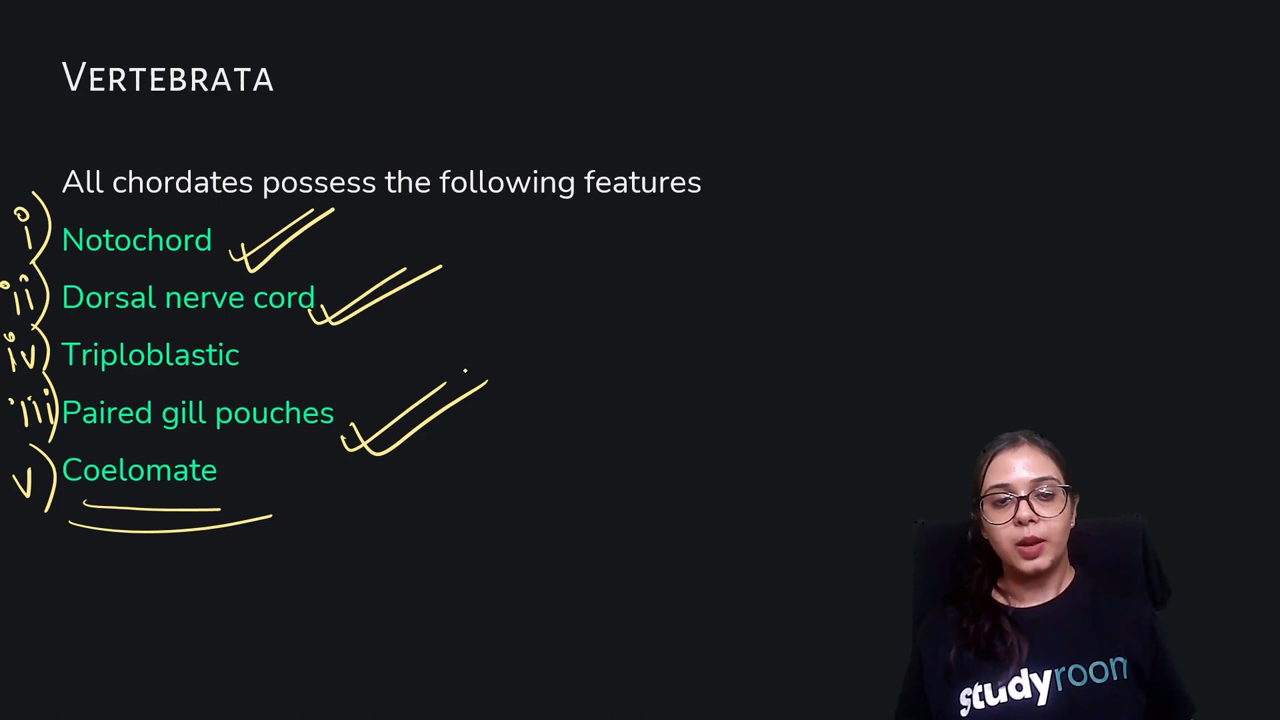 VERTEBRATA
All chordates possess the following features
i) Notochord
ii) Dorsal nerve cord
iv) Triploblastic
iii) Paired gill pouches
v) Coelomate
studyroom